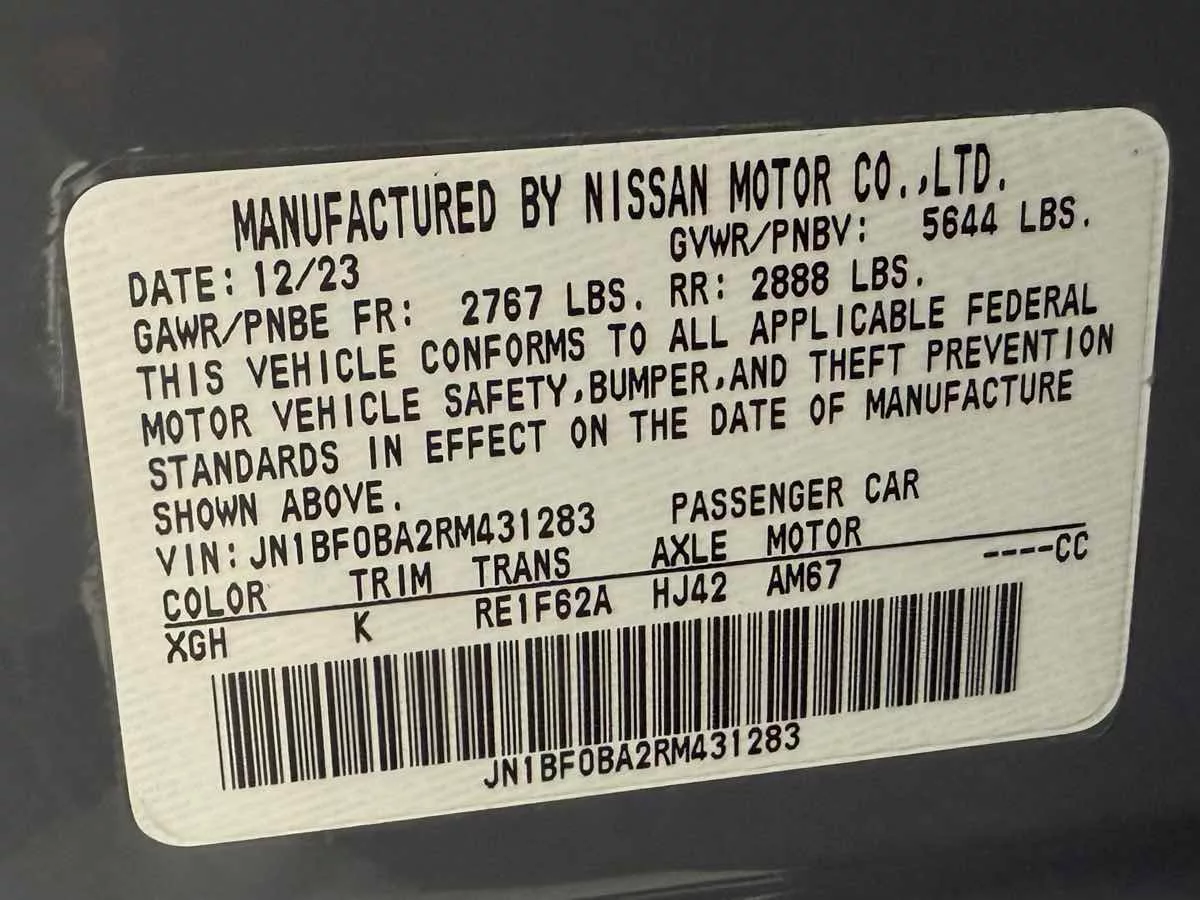 MANUFACTURED BY NISSAN MOTOR CO.,LTD.
DATE: 12/23 GVWR/PNBV: 5644 LBS.
GAWR/PNBE FR: 2767 LBS. RR: 2888 LBS.
THIS VEHICLE CONFORMS TO ALL APPLICABLE FEDERAL
MOTOR VEHICLE SAFETY,BUMPER,AND THEFT PREVENTION
STANDARDS IN EFFECT ON THE DATE OF MANUFACTURE
SHOWN ABOVE.
VIN: JN1BF0BA2RM431283 PASSENGER CAR
COLOR TRIM TRANS AXLE MOTOR ----CC
XGH K RE1F62A HJ42 AM67
JN1BF0BA2RM431283